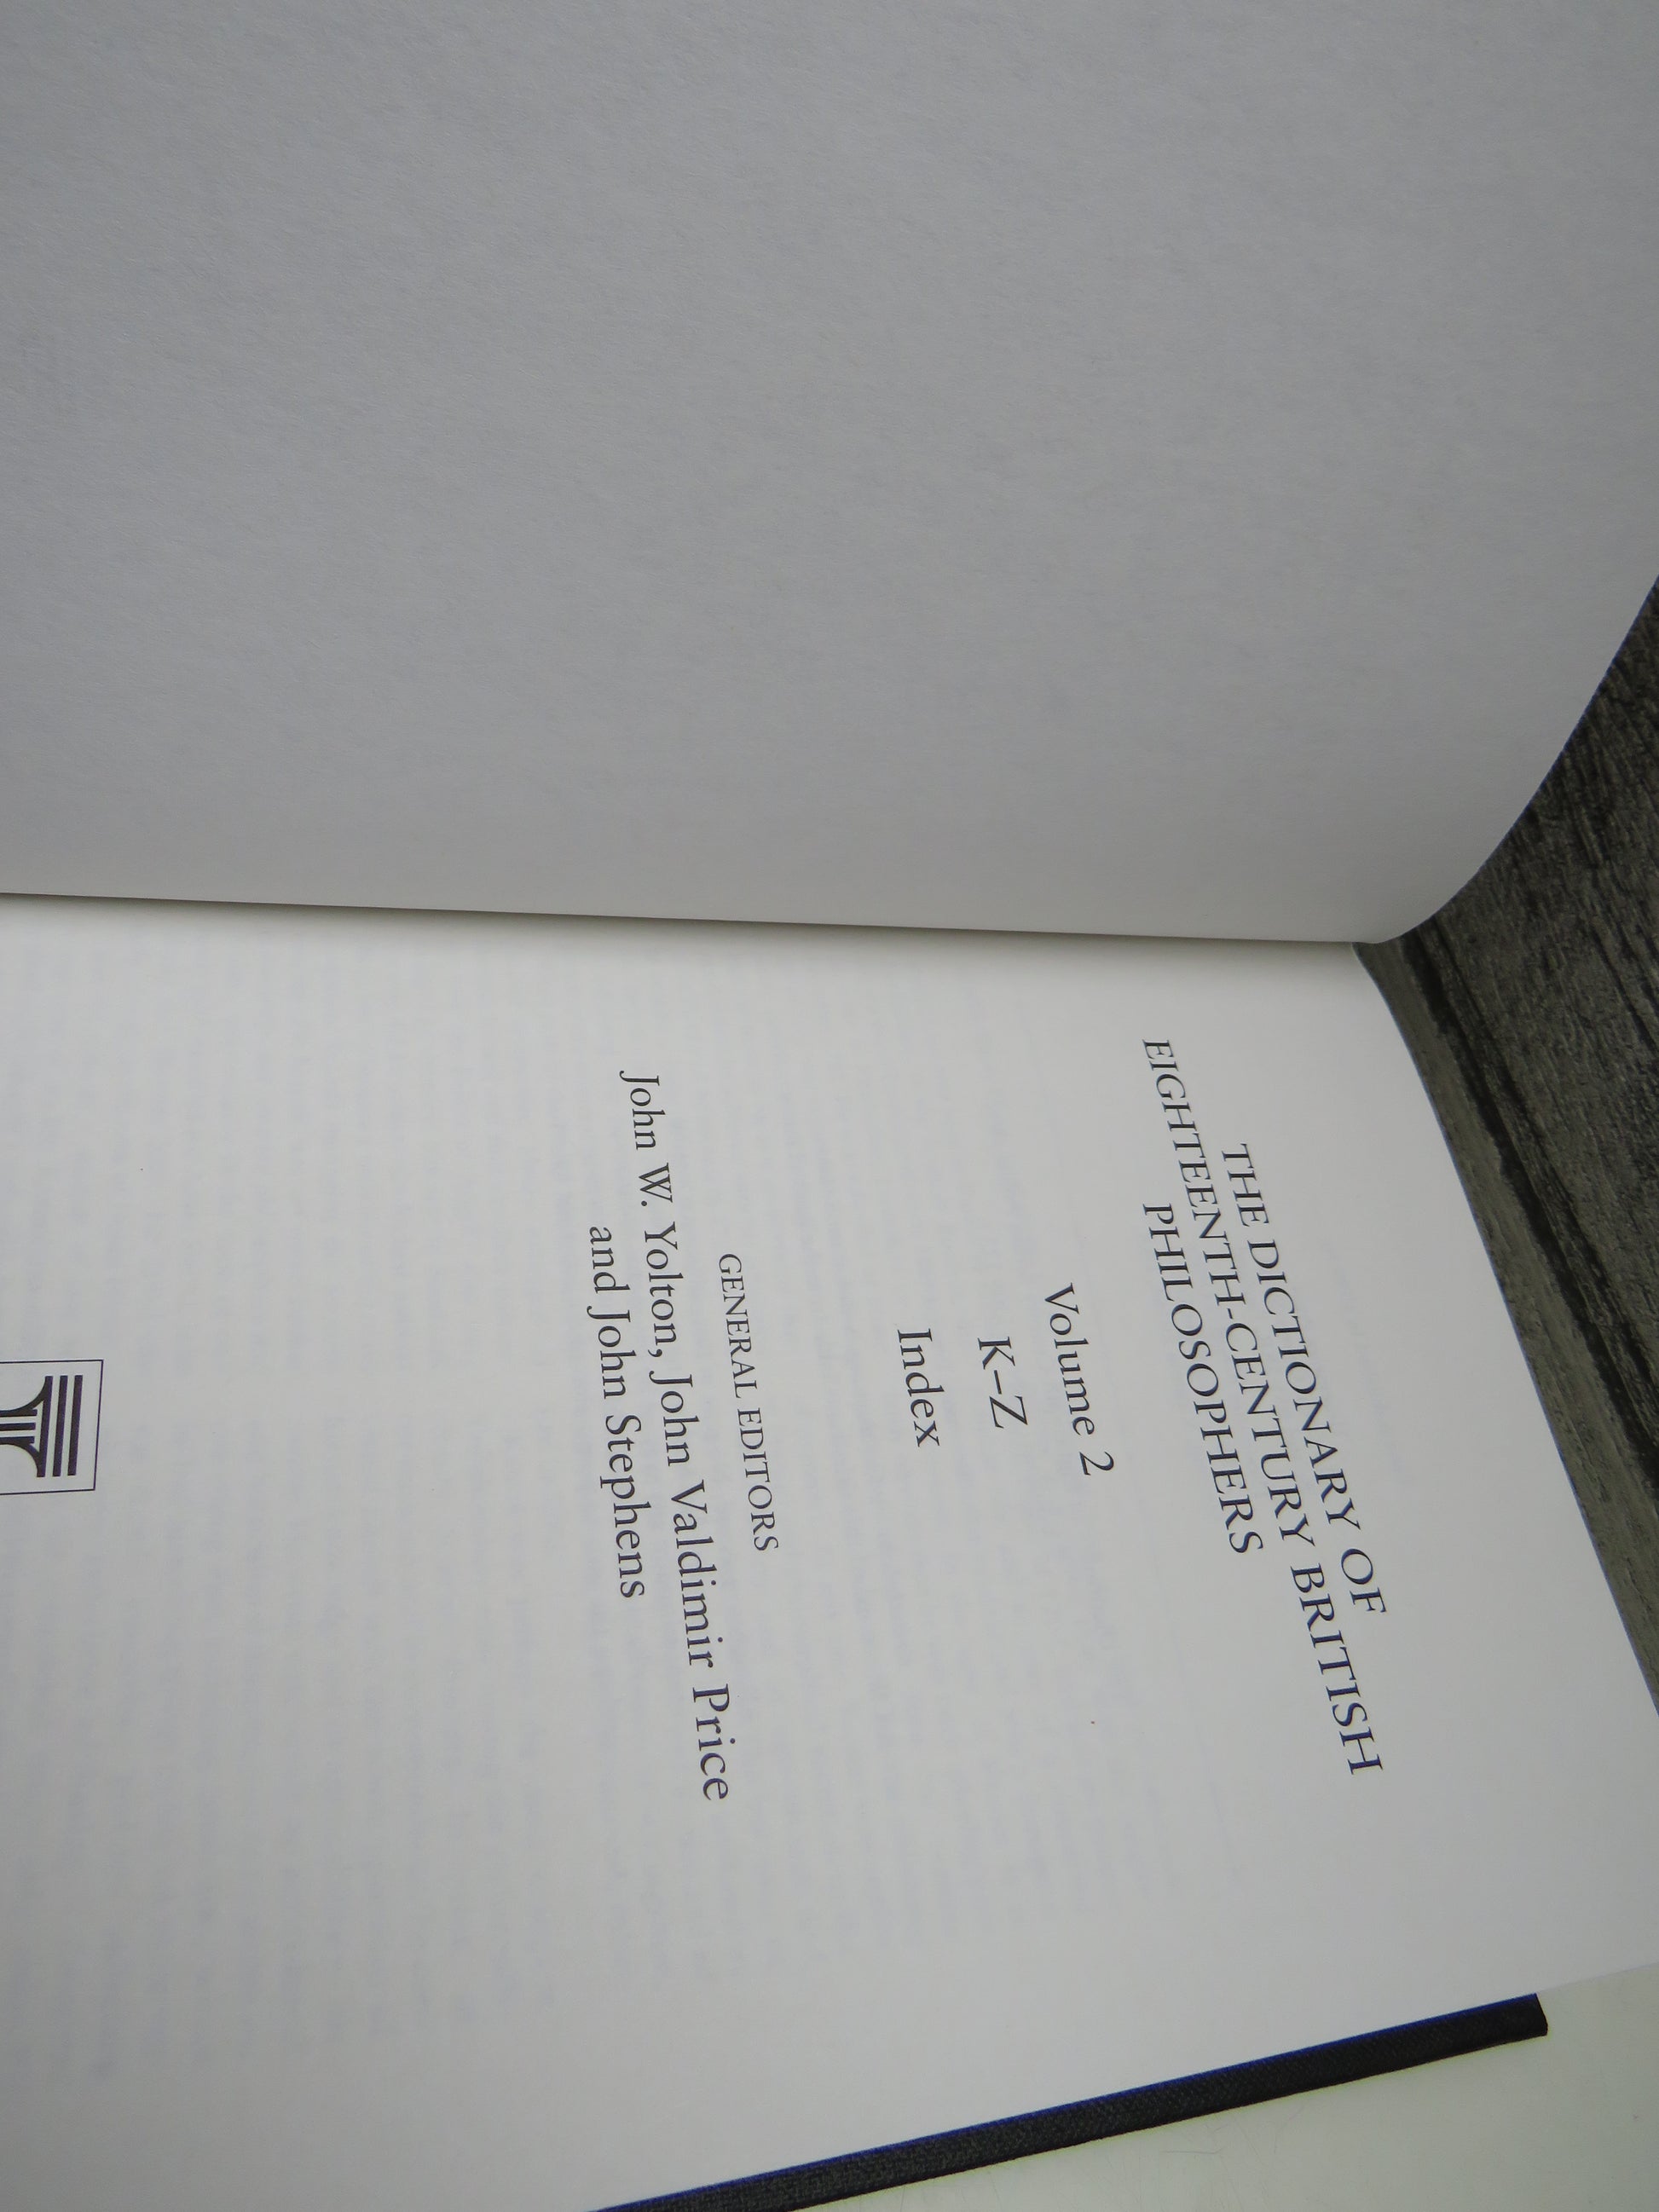 THE DICTIONARY OF
EIGHTEENTH-CENTURY BRITISH
PHILOSOPHERS
Volume 2
K–Z
Index
GENERAL EDITORS
John W. Yolton, John Valdimir Price
and John Stephens